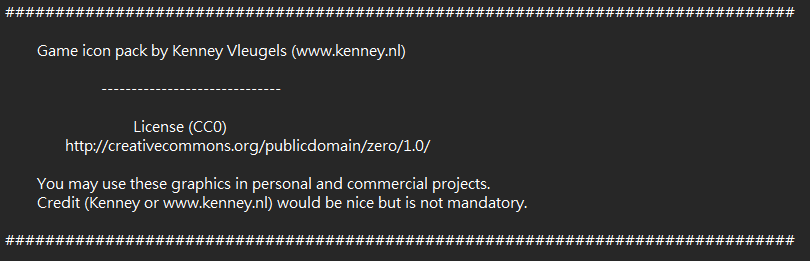 ###############################################################################
Game icon pack by Kenney Vleugels (www.kenney.nl)
------------------------------
License (CC0)
http://creativecommons.org/publicdomain/zero/1.0/
You may use these graphics in personal and commercial projects.
Credit (Kenney or www.kenney.nl) would be nice but is not mandatory.
###############################################################################